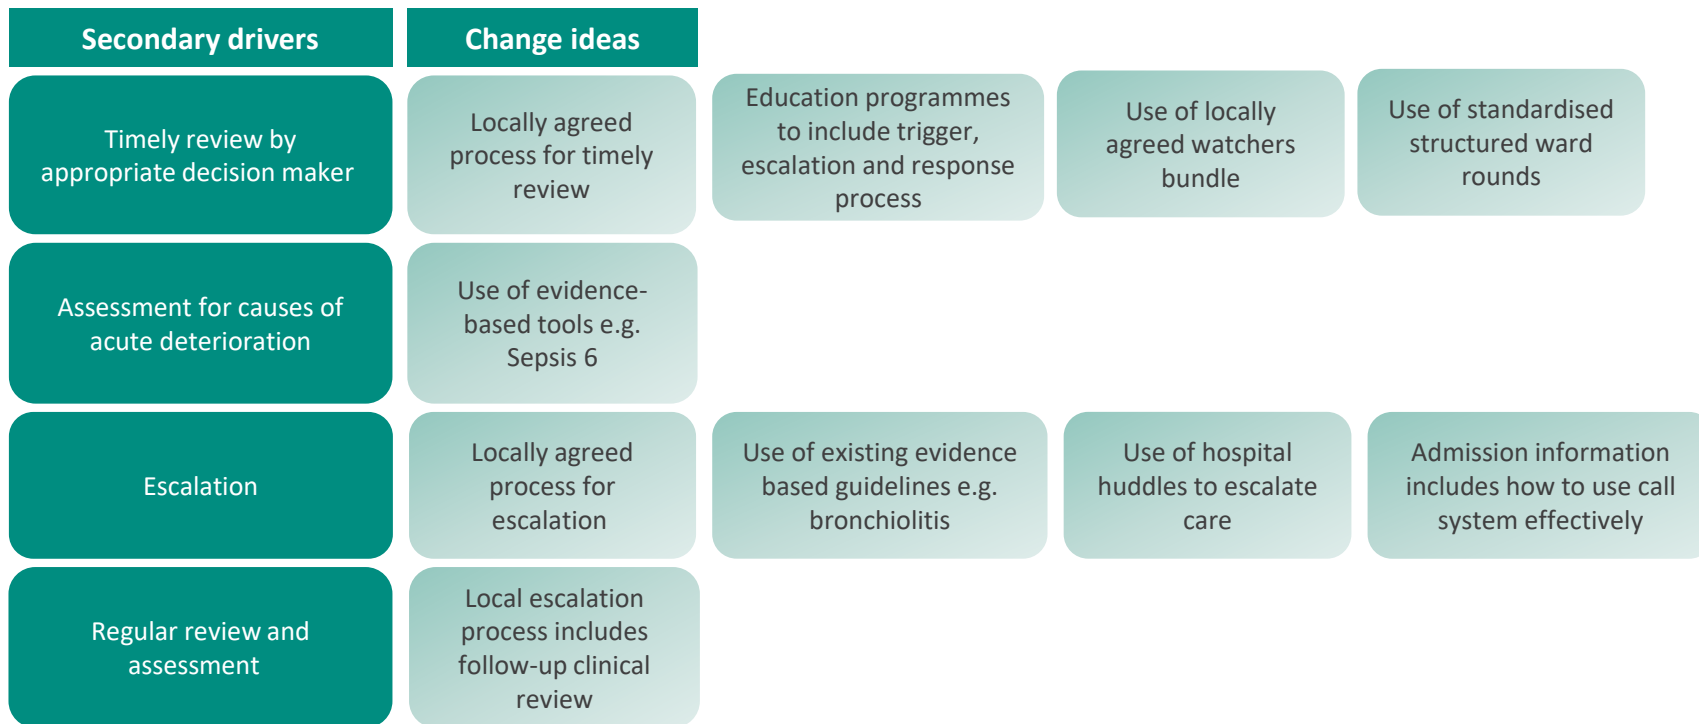 Secondary drivers
Change ideas
Timely review by
appropriate decision maker
Locally agreed
process for timely
review
Education programmes
to include trigger,
escalation and response
process
Use of locally
agreed watchers
bundle
Use of standardised
structured ward
rounds
Assessment for causes of
acute deterioration
Use of evidence-
based tools e.g.
Sepsis 6
Escalation
Locally agreed
process for
escalation
Use of existing evidence
based guidelines e.g.
bronchiolitis
Use of hospital
huddles to escalate
care
Admission information
includes how to use call
system effectively
Regular review and
assessment
Local escalation
process includes
follow-up clinical
review